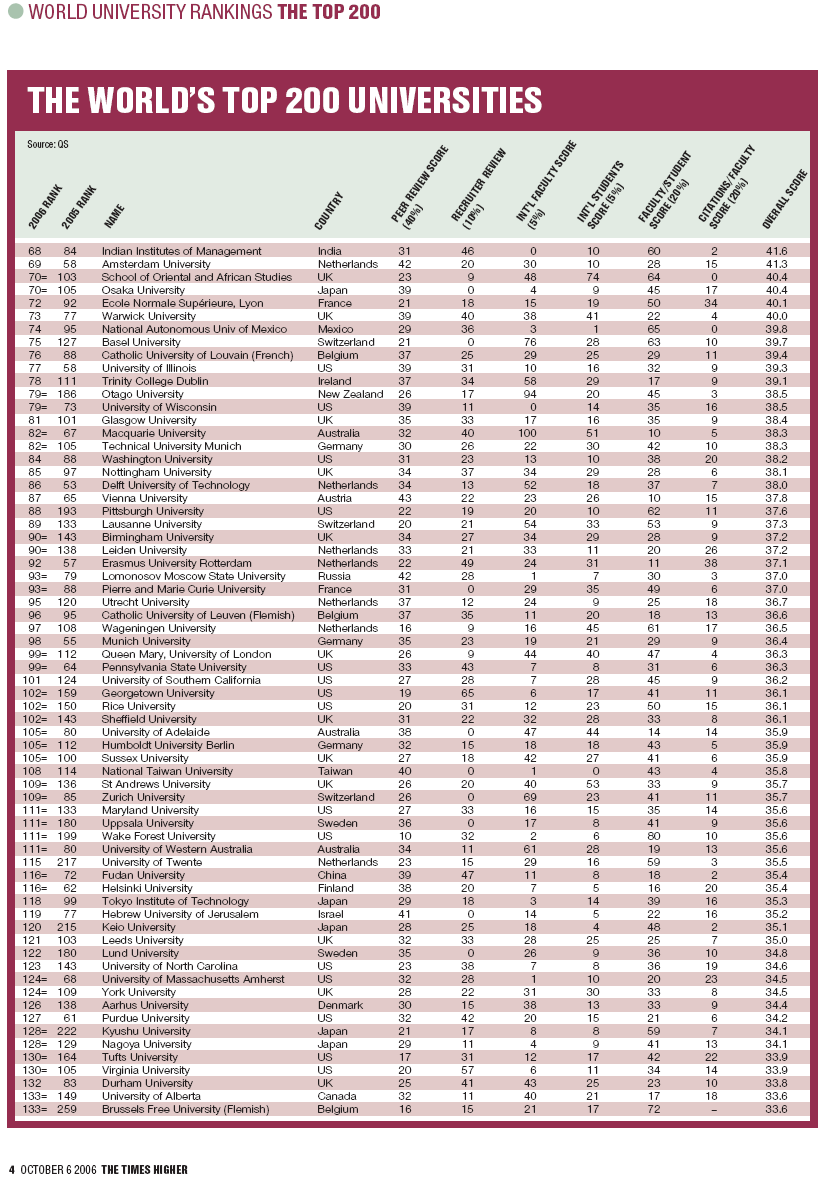 WORLD UNIVERSITY RANKINGS THE TOP 200
THE WORLD'S TOP 200 UNIVERSITIES
Source: QS
2006 RANK 2005 RANK NAME COUNTRY PEER REVIEW SCORE (40%) RECRUITER REVIEW (10%) INT'L FACULTY SCORE (5%) INT'L STUDENTS SCORE (5%) FACULTY/STUDENT SCORE (20%) CITATIONS/FACULTY SCORE (20%) OVERALL SCORE
68 84 Indian Institutes of Management India 31 46 0 10 60 2 41.6
69 58 Amsterdam University Netherlands 42 20 30 10 28 15 41.3
70= 103 School of Oriental and African Studies UK 23 9 48 74 64 0 40.4
70= 105 Osaka University Japan 39 0 4 9 45 17 40.4
72 92 Ecole Normale Supérieure, Lyon France 21 18 15 19 50 34 40.1
73 77 Warwick University UK 39 40 38 41 22 4 40.0
74 95 National Autonomous Univ of Mexico Mexico 29 36 3 1 65 0 39.8
75 127 Basel University Switzerland 21 0 76 28 63 10 39.7
76 88 Catholic University of Louvain (French) Belgium 37 25 29 25 29 11 39.4
77 58 University of Illinois US 39 31 10 16 32 9 39.3
78 111 Trinity College Dublin Ireland 37 34 58 29 17 9 39.1
79= 186 Otago University New Zealand 26 17 94 20 45 3 38.5
79= 73 University of Wisconsin US 39 11 0 14 35 16 38.5
81 101 Glasgow University UK 35 33 17 16 35 9 38.4
82= 67 Macquarie University Australia 32 40 100 51 10 5 38.3
82= 105 Technical University Munich Germany 30 26 22 30 42 10 38.3
84 88 Washington University US 31 23 13 10 38 20 38.2
85 97 Nottingham University UK 34 37 34 29 28 6 38.1
86 53 Delft University of Technology Netherlands 34 13 52 18 37 7 38.0
87 65 Vienna University Austria 43 22 23 26 10 15 37.8
88 193 Pittsburgh University US 22 19 20 10 62 11 37.6
89 133 Lausanne University Switzerland 20 21 54 33 53 9 37.3
90= 143 Birmingham University UK 34 27 34 29 28 9 37.2
90= 138 Leiden University Netherlands 33 21 33 11 20 26 37.2
92 57 Erasmus University Rotterdam Netherlands 22 49 24 31 11 38 37.1
93= 79 Lomonosov Moscow State University Russia 42 28 1 7 30 3 37.0
93= 88 Pierre and Marie Curie University France 31 0 29 35 49 6 37.0
95 120 Utrecht University Netherlands 37 12 24 9 25 18 36.7
96 95 Catholic University of Leuven (Flemish) Belgium 37 35 11 20 18 13 36.6
97 108 Wageningen University Netherlands 16 9 16 45 61 17 36.5
98 55 Munich University Germany 35 23 19 21 29 9 36.4
99= 112 Queen Mary, University of London UK 26 9 44 40 47 4 36.3
99= 64 Pennsylvania State University US 33 43 7 8 31 6 36.3
101 124 University of Southern California US 27 28 7 28 45 9 36.2
102= 159 Georgetown University US 19 65 6 17 41 11 36.1
102= 150 Rice University US 20 31 12 23 50 15 36.1
102= 143 Sheffield University UK 31 22 32 28 33 8 36.1
105= 80 University of Adelaide Australia 38 0 47 44 14 14 35.9
105= 112 Humboldt University Berlin Germany 32 15 18 18 43 5 35.9
105= 100 Sussex University UK 27 18 42 27 41 6 35.9
108 114 National Taiwan University Taiwan 40 0 1 0 43 4 35.8
109= 136 St Andrews University UK 26 20 40 53 33 9 35.7
109= 85 Zurich University Switzerland 26 0 69 23 41 11 35.7
111= 133 Maryland University US 27 33 16 15 35 14 35.6
111= 180 Uppsala University Sweden 36 0 17 8 41 9 35.6
111= 199 Wake Forest University US 10 32 2 6 80 10 35.6
111= 80 University of Western Australia Australia 34 11 61 28 19 13 35.6
115 217 University of Twente Netherlands 23 15 29 16 59 3 35.5
116= 72 Fudan University China 39 47 11 8 18 2 35.4
116= 62 Helsinki University Finland 38 20 7 5 16 20 35.4
118 99 Tokyo Institute of Technology Japan 29 18 3 14 39 16 35.3
119 77 Hebrew University of Jerusalem Israel 41 0 14 5 22 16 35.2
120 215 Keio University Japan 28 25 18 4 48 2 35.1
121 103 Leeds University UK 32 33 28 25 25 7 35.0
122 180 Lund University Sweden 35 0 26 9 36 10 34.8
123 143 University of North Carolina US 23 38 7 8 36 19 34.6
124= 68 University of Massachusetts Amherst US 32 28 1 10 20 23 34.5
124= 109 York University UK 28 22 31 30 33 8 34.5
126 138 Aarhus University Denmark 30 15 38 13 33 9 34.4
127 61 Purdue University US 32 42 20 15 21 6 34.2
128= 222 Kyushu University Japan 21 17 8 8 59 7 34.1
128= 129 Nagoya University Japan 29 11 4 9 41 13 34.1
130= 164 Tufts University US 17 31 12 17 42 22 33.9
130= 105 Virginia University US 20 57 6 11 34 14 33.9
132 83 Durham University UK 25 41 43 25 23 10 33.8
133= 149 University of Alberta Canada 32 11 40 21 17 18 33.6
133= 259 Brussels Free University (Flemish) Belgium 16 15 21 17 72 – 33.6
4 OCTOBER 6 2006 THE TIMES HIGHER